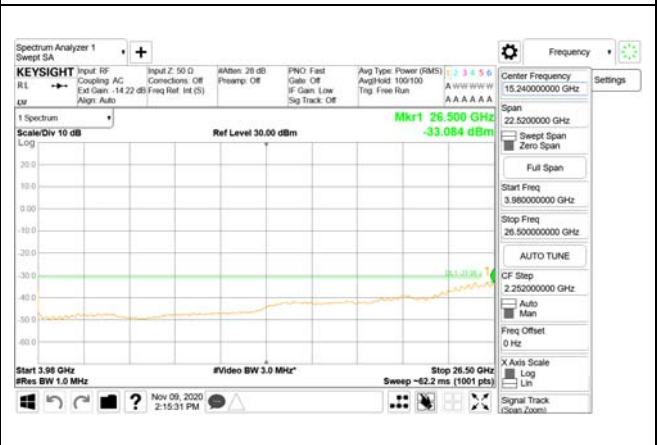 Spectrum Analyzer 1
Swept SA
+
Frequency
KEYSIGHT
R L
Input: RF
Coupling: AC
Ext Gain: -14.22 dB
Align: Auto
Input Z: 50 Ω
Corrections: Off
Freq Ref: Int (S)
#Atten: 28 dB
Preamp: Off
PNO: Fast
Gate: Off
IF Gain: Low
Sig Track: Off
Avg Type: Power (RMS)
Avg|Hold: 100/100
Trig: Free Run
1 2 3 4 5 6
A W W W W W
A A A A A A
1 Spectrum
Scale/Div 10 dB
Log
Ref Level 30.00 dBm
Mkr1 26.500 GHz
-33.084 dBm
20.0
10.0
0.00
-10.0
-20.0
-30.0
-40.0
-50.0
-60.0
1
Start 3.98 GHz
#Res BW 1.0 MHz
#Video BW 3.0 MHz*
Stop 26.50 GHz
Sweep ~62.2 ms (1001 pts)
Nov 09, 2020
2:15:31 PM
?
Center Frequency
15.240000000 GHz
Settings
Span
22.5200000 GHz
Swept Span
Zero Span
Full Span
Start Freq
3.980000000 GHz
Stop Freq
26.500000000 GHz
AUTO TUNE
CF Step
2.252000000 GHz
Auto
Man
Freq Offset
0 Hz
X Axis Scale
Log
Lin
Signal Track
(Span Zoom)